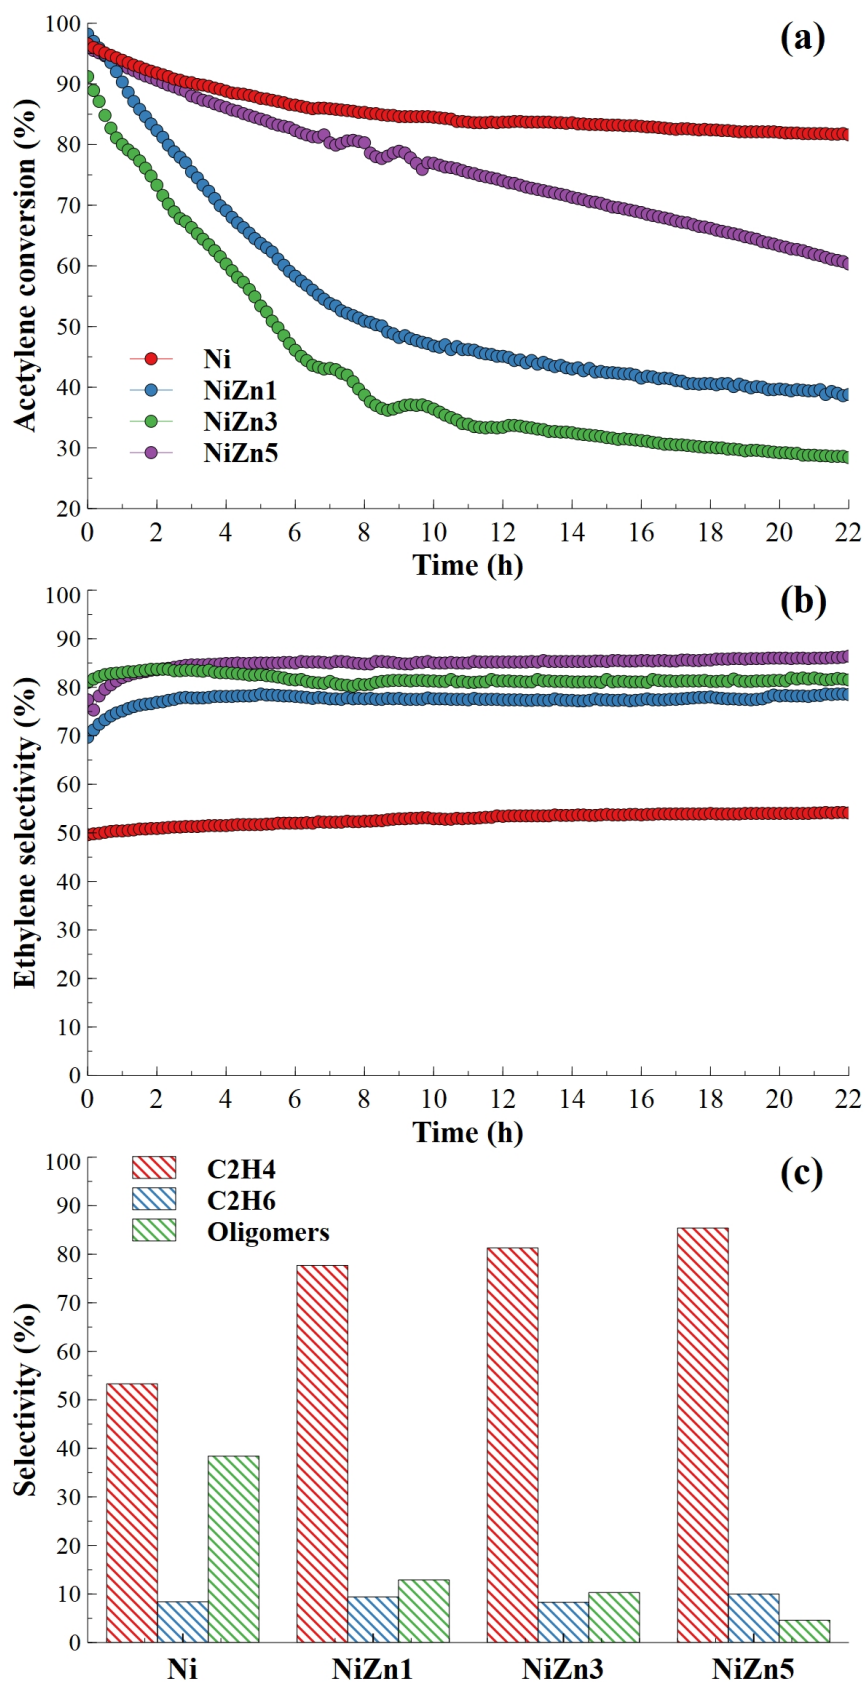 (a)
Acetylene conversion (%)
100
90
80
70
60
50
40
30
20
Ni
NiZn1
NiZn3
NiZn5
0 2 4 6 8 10 12 14 16 18 20 22
Time (h)
(b)
Ethylene selectivity (%)
100
90
80
70
60
50
40
30
20
10
0
0 2 4 6 8 10 12 14 16 18 20 22
Time (h)
(c)
Selectivity (%)
100
90
80
70
60
50
40
30
20
10
0
C2H4
C2H6
Oligomers
Ni NiZn1 NiZn3 NiZn5